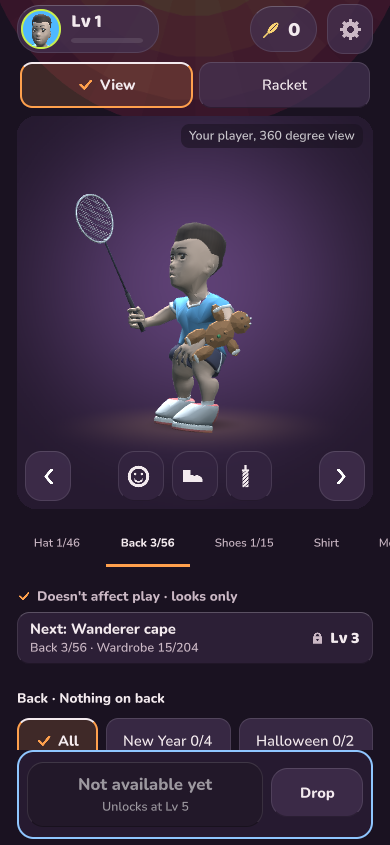 Lv 1
0
View
Racket
Your player, 360 degree view
Hat 1/46
Back 3/56
Shoes 1/15
Shirt
Doesn't affect play · looks only
Next: Wanderer cape
Back 3/56 · Wardrobe 15/204
Lv 3
Back · Nothing on back
All
New Year 0/4
Halloween 0/2
Not available yet
Unlocks at Lv 5
Drop